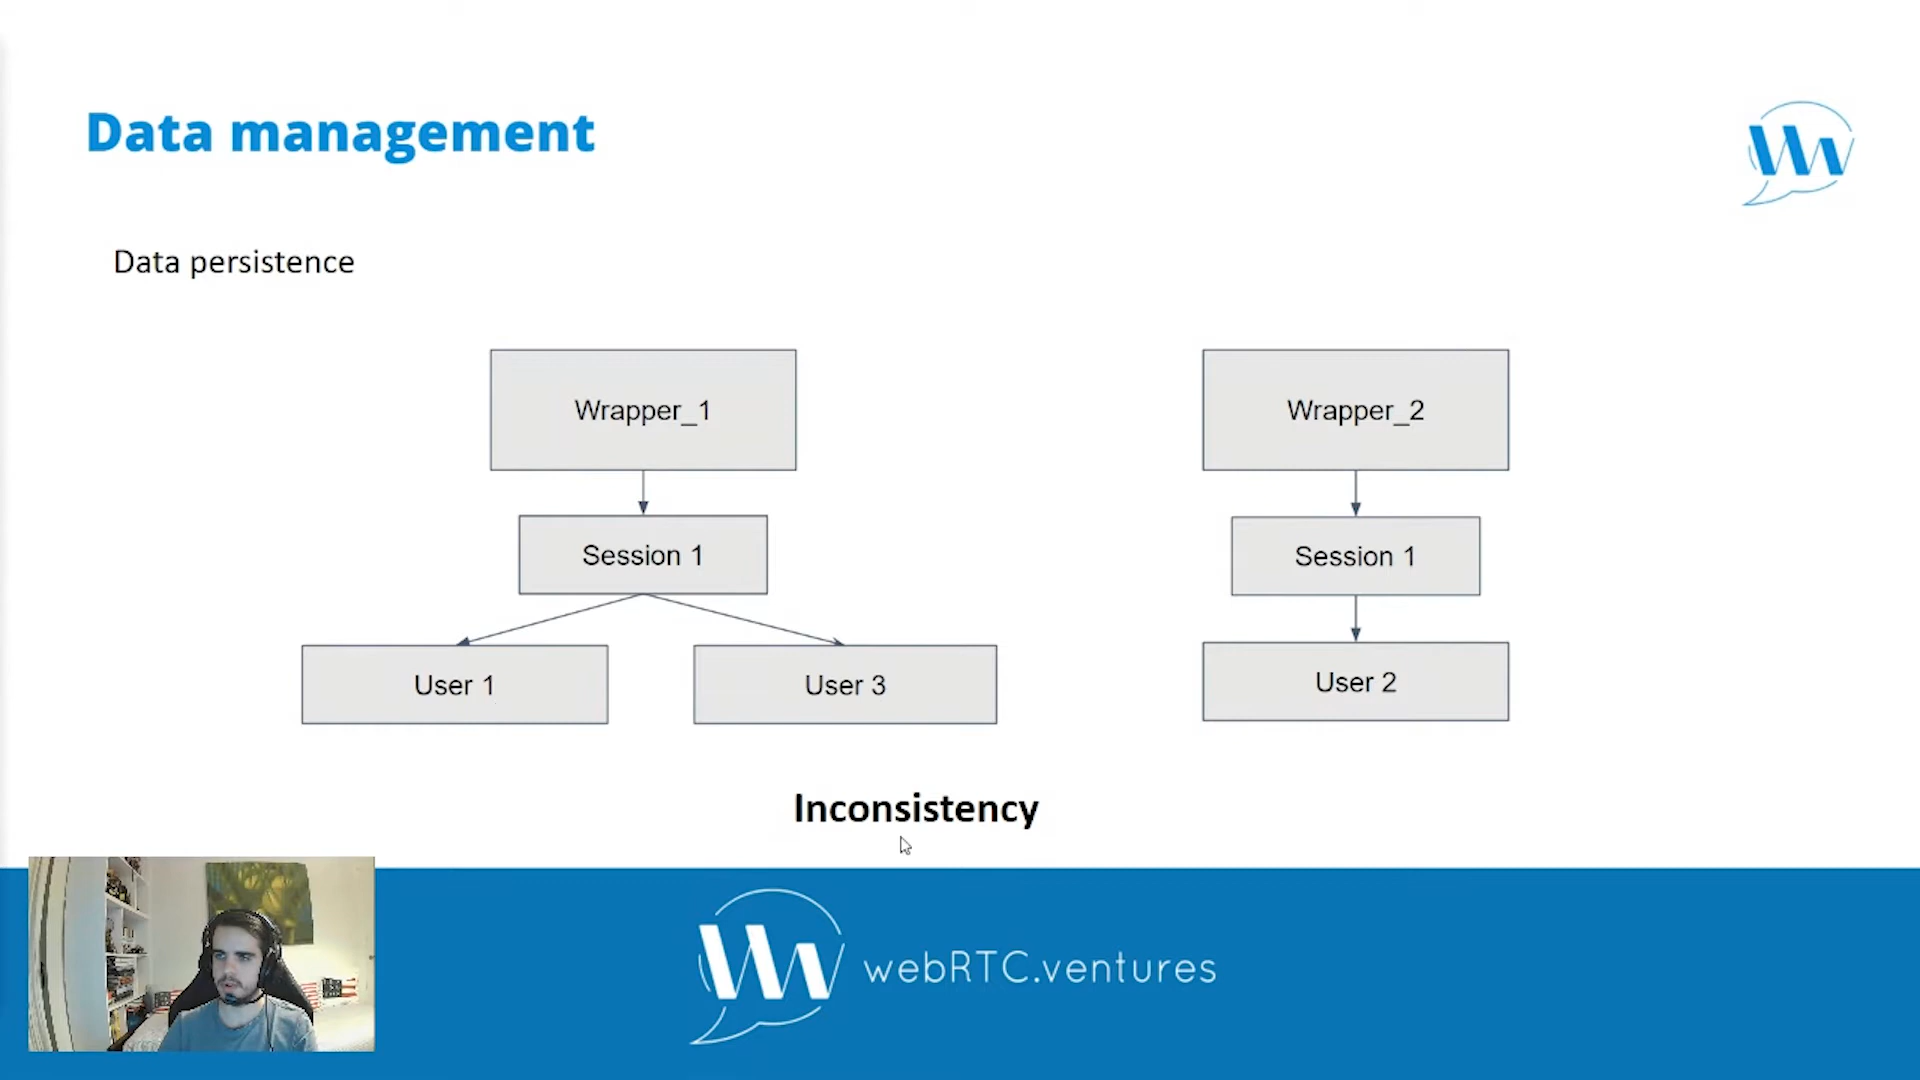 Data management
Data persistence
Wrapper_1
Wrapper_2
Session 1
Session 1
User 1
User 3
User 2
Inconsistency
webRTC.ventures